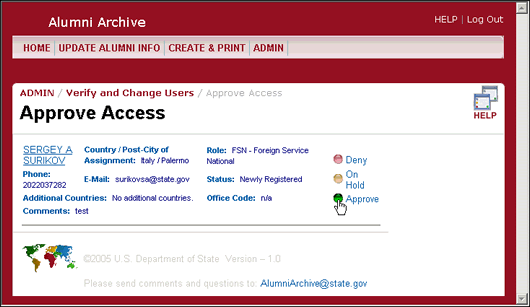 Alumni Archive
HELP | Log Out
HOME | UPDATE ALUMNI INFO | CREATE & PRINT | ADMIN
ADMIN / Verify and Change Users / Approve Access
Approve Access
HELP
SERGEY A SURIKOV
Country / Post-City of
Assignment: Italy / Palermo
Role: FSN - Foreign Service
National
Deny
Phone:
2022037282
E-Mail: surikovsa@state.gov
Status: Newly Registered
On
Hold
Additional Countries: No additional countries.
Office Code: n/a
Approve
Comments: test
©2005 U.S. Department of State Version – 1.0
Please send comments and questions to: AlumniArchive@state.gov